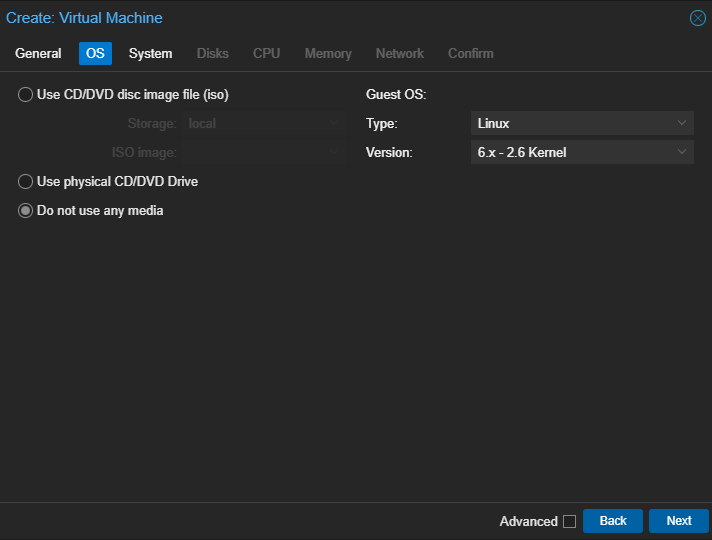 Create: Virtual Machine
General OS System Disks CPU Memory Network Confirm
Use CD/DVD disc image file (iso) Guest OS:
Storage: local Type: Linux
ISO image: Version: 6.x - 2.6 Kernel
Use physical CD/DVD Drive
Do not use any media
Advanced Back Next